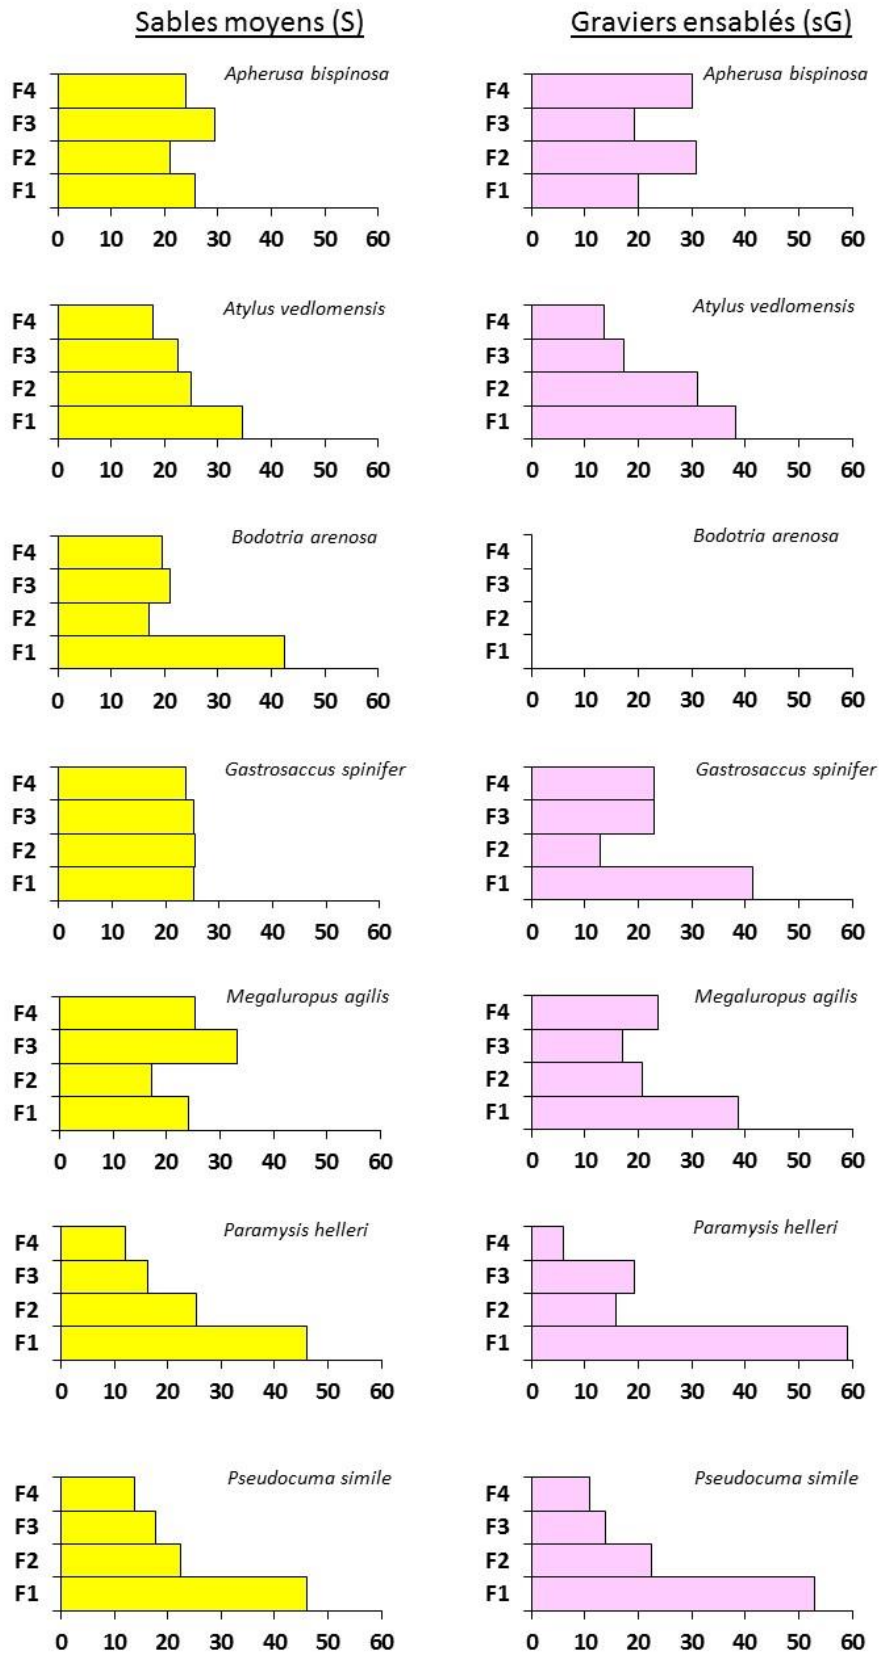 Sables moyens (S)
Graviers ensablés (sG)
Apherusa bispinosa
F4
F3
F2
F1
0 10 20 30 40 50 60
Apherusa bispinosa
F4
F3
F2
F1
0 10 20 30 40 50 60
Atylus vedlomensis
F4
F3
F2
F1
0 10 20 30 40 50 60
Atylus vedlomensis
F4
F3
F2
F1
0 10 20 30 40 50 60
Bodotria arenosa
F4
F3
F2
F1
0 10 20 30 40 50 60
Bodotria arenosa
F4
F3
F2
F1
0 10 20 30 40 50 60
Gastrosaccus spinifer
F4
F3
F2
F1
0 10 20 30 40 50 60
Gastrosaccus spinifer
F4
F3
F2
F1
0 10 20 30 40 50 60
Megaluropus agilis
F4
F3
F2
F1
0 10 20 30 40 50 60
Megaluropus agilis
F4
F3
F2
F1
0 10 20 30 40 50 60
Paramysis helleri
F4
F3
F2
F1
0 10 20 30 40 50 60
Paramysis helleri
F4
F3
F2
F1
0 10 20 30 40 50 60
Pseudocuma simile
F4
F3
F2
F1
0 10 20 30 40 50 60
Pseudocuma simile
F4
F3
F2
F1
0 10 20 30 40 50 60